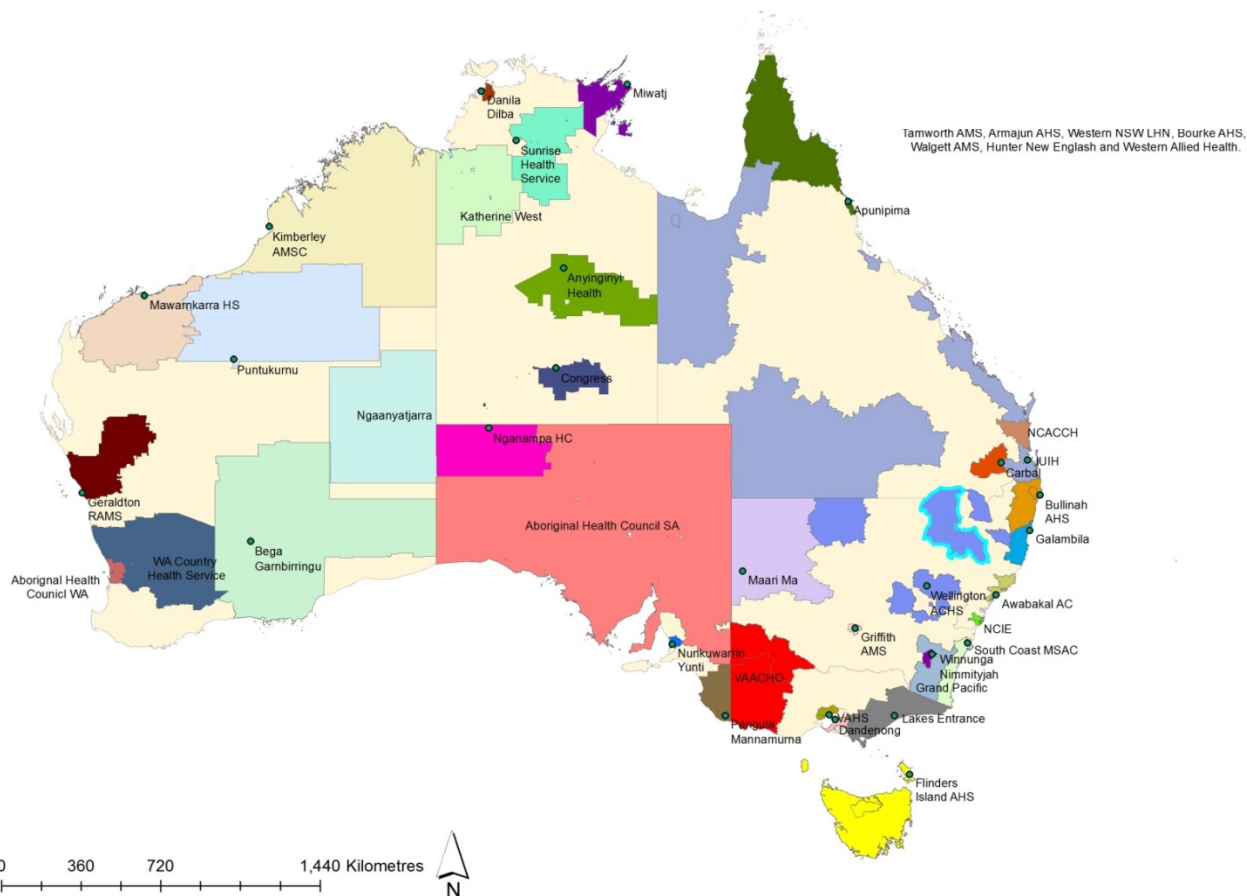 Danila
Dilba
Miwatj
Tamworth AMS, Armajun AHS, Western NSW LHN, Bourke AHS,
Walgett AMS, Hunter New Englash and Western Allied Health.
Sunrise
Health
Service
Katherine West
Apunipima
Kimberley
AMSC
Anyinginyi
Health
Mawarnkarra HS
Puntukurnu
Congress
Ngaanyatjarra
Nganampa HC
NCACCH
JUIH
Carbal
Geraldton
RAMS
Bullinah
AHS
Galambila
Aboriginal Health Council SA
Bega
Garnbirringu
WA Country
Health Service
Aborignal Health
Counicl WA
Maari Ma
Wellington
ACHS
Awabakal AC
NCIE
Griffith
AMS
South Coast MSAC
Nunkuwarrin
Yunti
Winnunga
Nimmityjah
Grand Pacific
VAACHO
Pangula
Mannamurna
VAHS
Dandenong
Lakes Entrance
Flinders
Island AHS
0 360 720 1,440 Kilometres
N